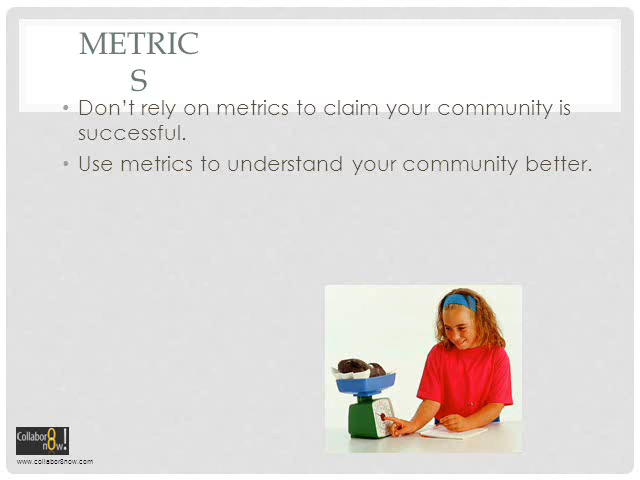 METRIC
S
• Don't rely on metrics to claim your community is
successful.
• Use metrics to understand your community better.
Collabor8
now!
www.collabor8now.com